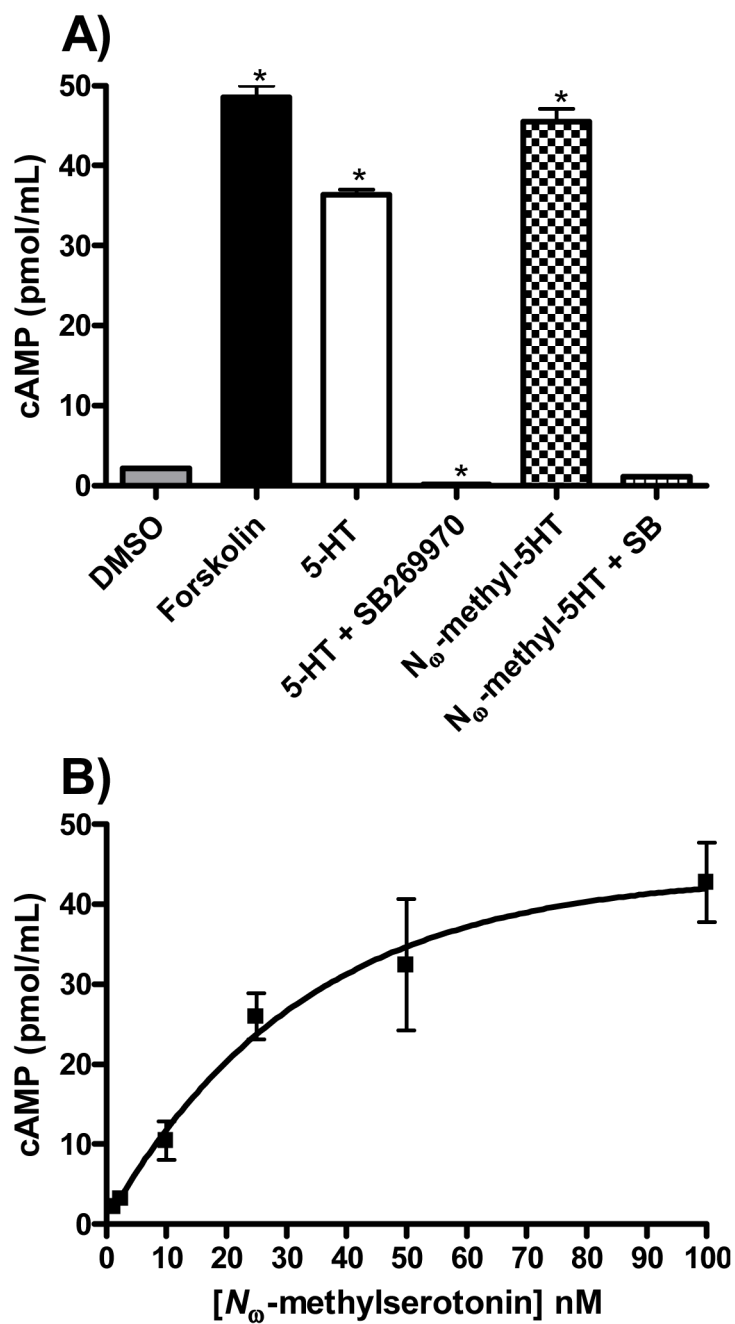 A)
cAMP (pmol/mL)
50
40
30
20
10
0
*
*
*
*
DMSO
Forskolin
5-HT
5-HT + SB269970
Nω-methyl-5HT
Nω-methyl-5HT + SB
B)
cAMP (pmol/mL)
50
40
30
20
10
0
0 10 20 30 40 50 60 70 80 90 100
[Nω-methylserotonin] nM